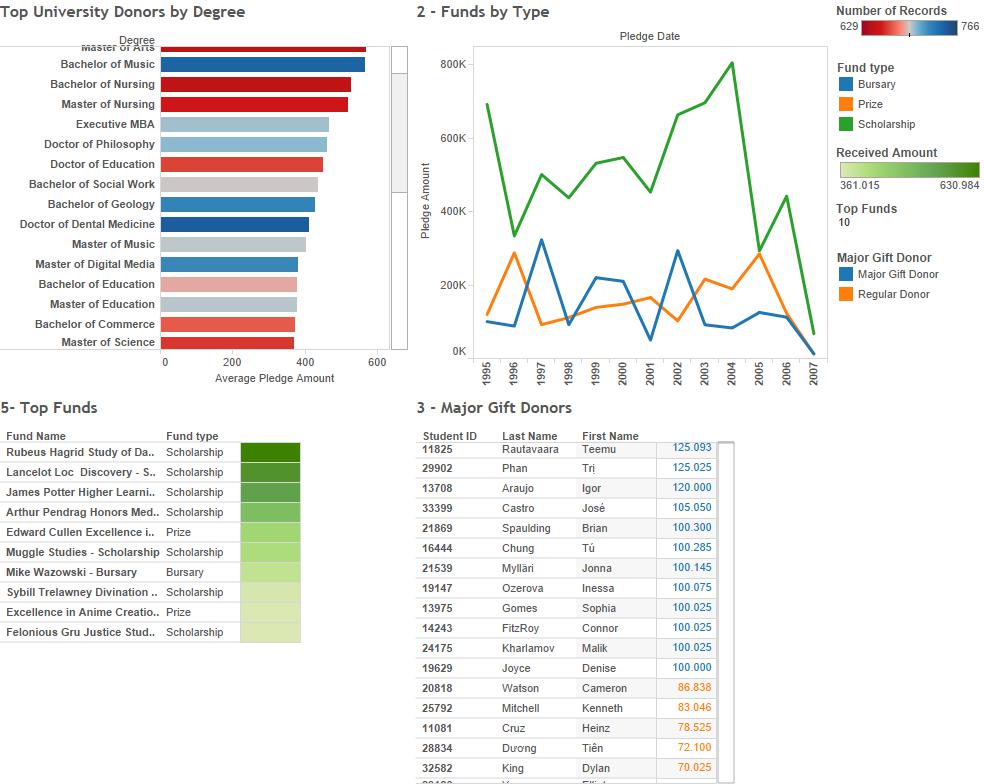 Top University Donors by Degree
Degree
Master of Arts
Bachelor of Music
Bachelor of Nursing
Master of Nursing
Executive MBA
Doctor of Philosophy
Doctor of Education
Bachelor of Social Work
Bachelor of Geology
Doctor of Dental Medicine
Master of Music
Master of Digital Media
Bachelor of Education
Master of Education
Bachelor of Commerce
Master of Science
0 200 400 600
Average Pledge Amount
2 - Funds by Type
Pledge Date
Pledge Amount
800K
600K
400K
200K
0K
1995 1996 1997 1998 1999 2000 2001 2002 2003 2004 2005 2006 2007
Number of Records
629 766
Fund type
Bursary
Prize
Scholarship
Received Amount
361.015 630.984
Top Funds
10
Major Gift Donor
Major Gift Donor
Regular Donor
5- Top Funds
Fund Name Fund type
Rubeus Hagrid Study of Da.. Scholarship
Lancelot Loc Discovery - S.. Scholarship
James Potter Higher Learni.. Scholarship
Arthur Pendrag Honors Med.. Scholarship
Edward Cullen Excellence i.. Prize
Muggle Studies - Scholarship Scholarship
Mike Wazowski - Bursary Bursary
Sybill Trelawney Divination .. Scholarship
Excellence in Anime Creatio.. Prize
Felonious Gru Justice Stud.. Scholarship
3 - Major Gift Donors
Student ID Last Name First Name
11825 Rautavaara Teemu 125.093
29902 Phan Trị 125.025
13708 Araujo Igor 120.000
33399 Castro José 105.050
21869 Spaulding Brian 100.300
16444 Chung Tú 100.285
21539 Mylläri Jonna 100.145
19147 Ozerova Inessa 100.075
13975 Gomes Sophia 100.025
14243 FitzRoy Connor 100.025
24175 Kharlamov Malik 100.025
19629 Joyce Denise 100.000
20818 Watson Cameron 86.838
25792 Mitchell Kenneth 83.046
11081 Cruz Heinz 78.525
28834 Dương Tiên 72.100
32582 King Dylan 70.025